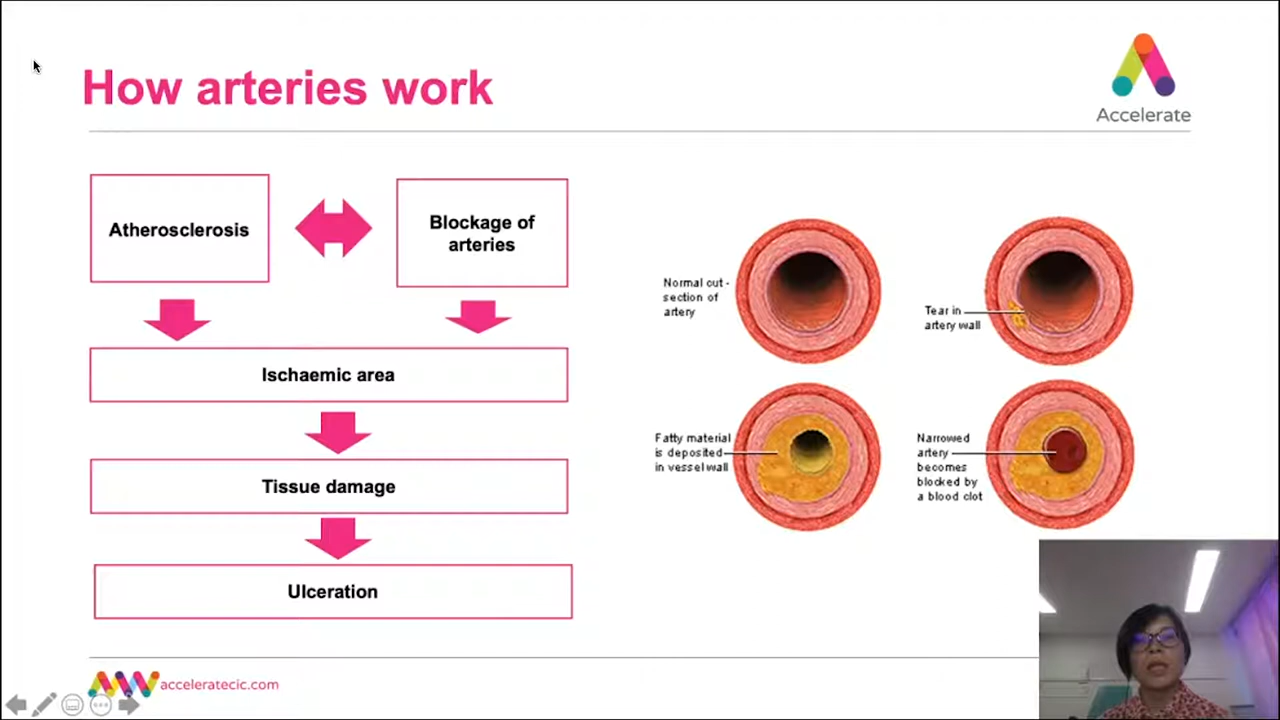 How arteries work
Accelerate
Atherosclerosis
Blockage of
arteries
Ischaemic area
Tissue damage
Ulceration
Normal cut -
section of
artery
Tear in
artery wall
Fatty material
is deposited
in vessel wall
Narrowed
artery
becomes
blocked by
a blood clot
acceleratecic.com